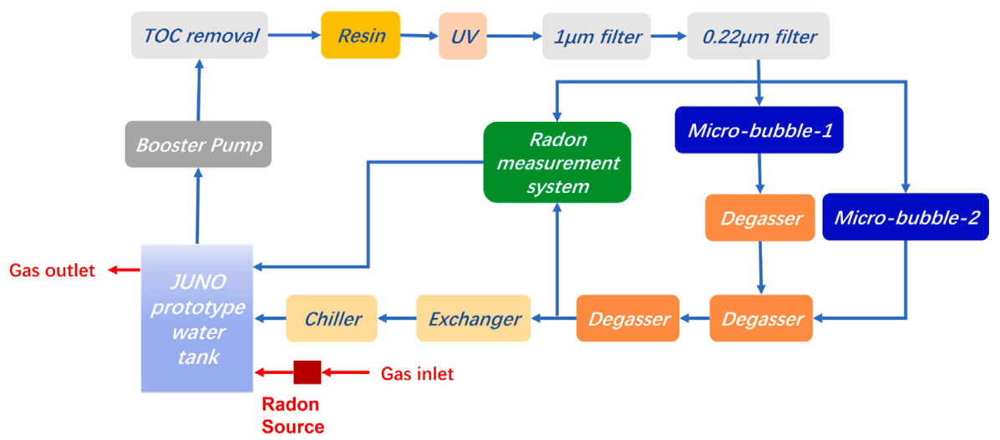 TOC removal
Resin
UV
1μm filter
0.22μm filter
Booster Pump
Radon
measurement
system
Micro-bubble-1
Degasser
Micro-bubble-2
Gas outlet
JUNO
prototype
water
tank
Chiller
Exchanger
Degasser
Degasser
Gas inlet
Radon
Source